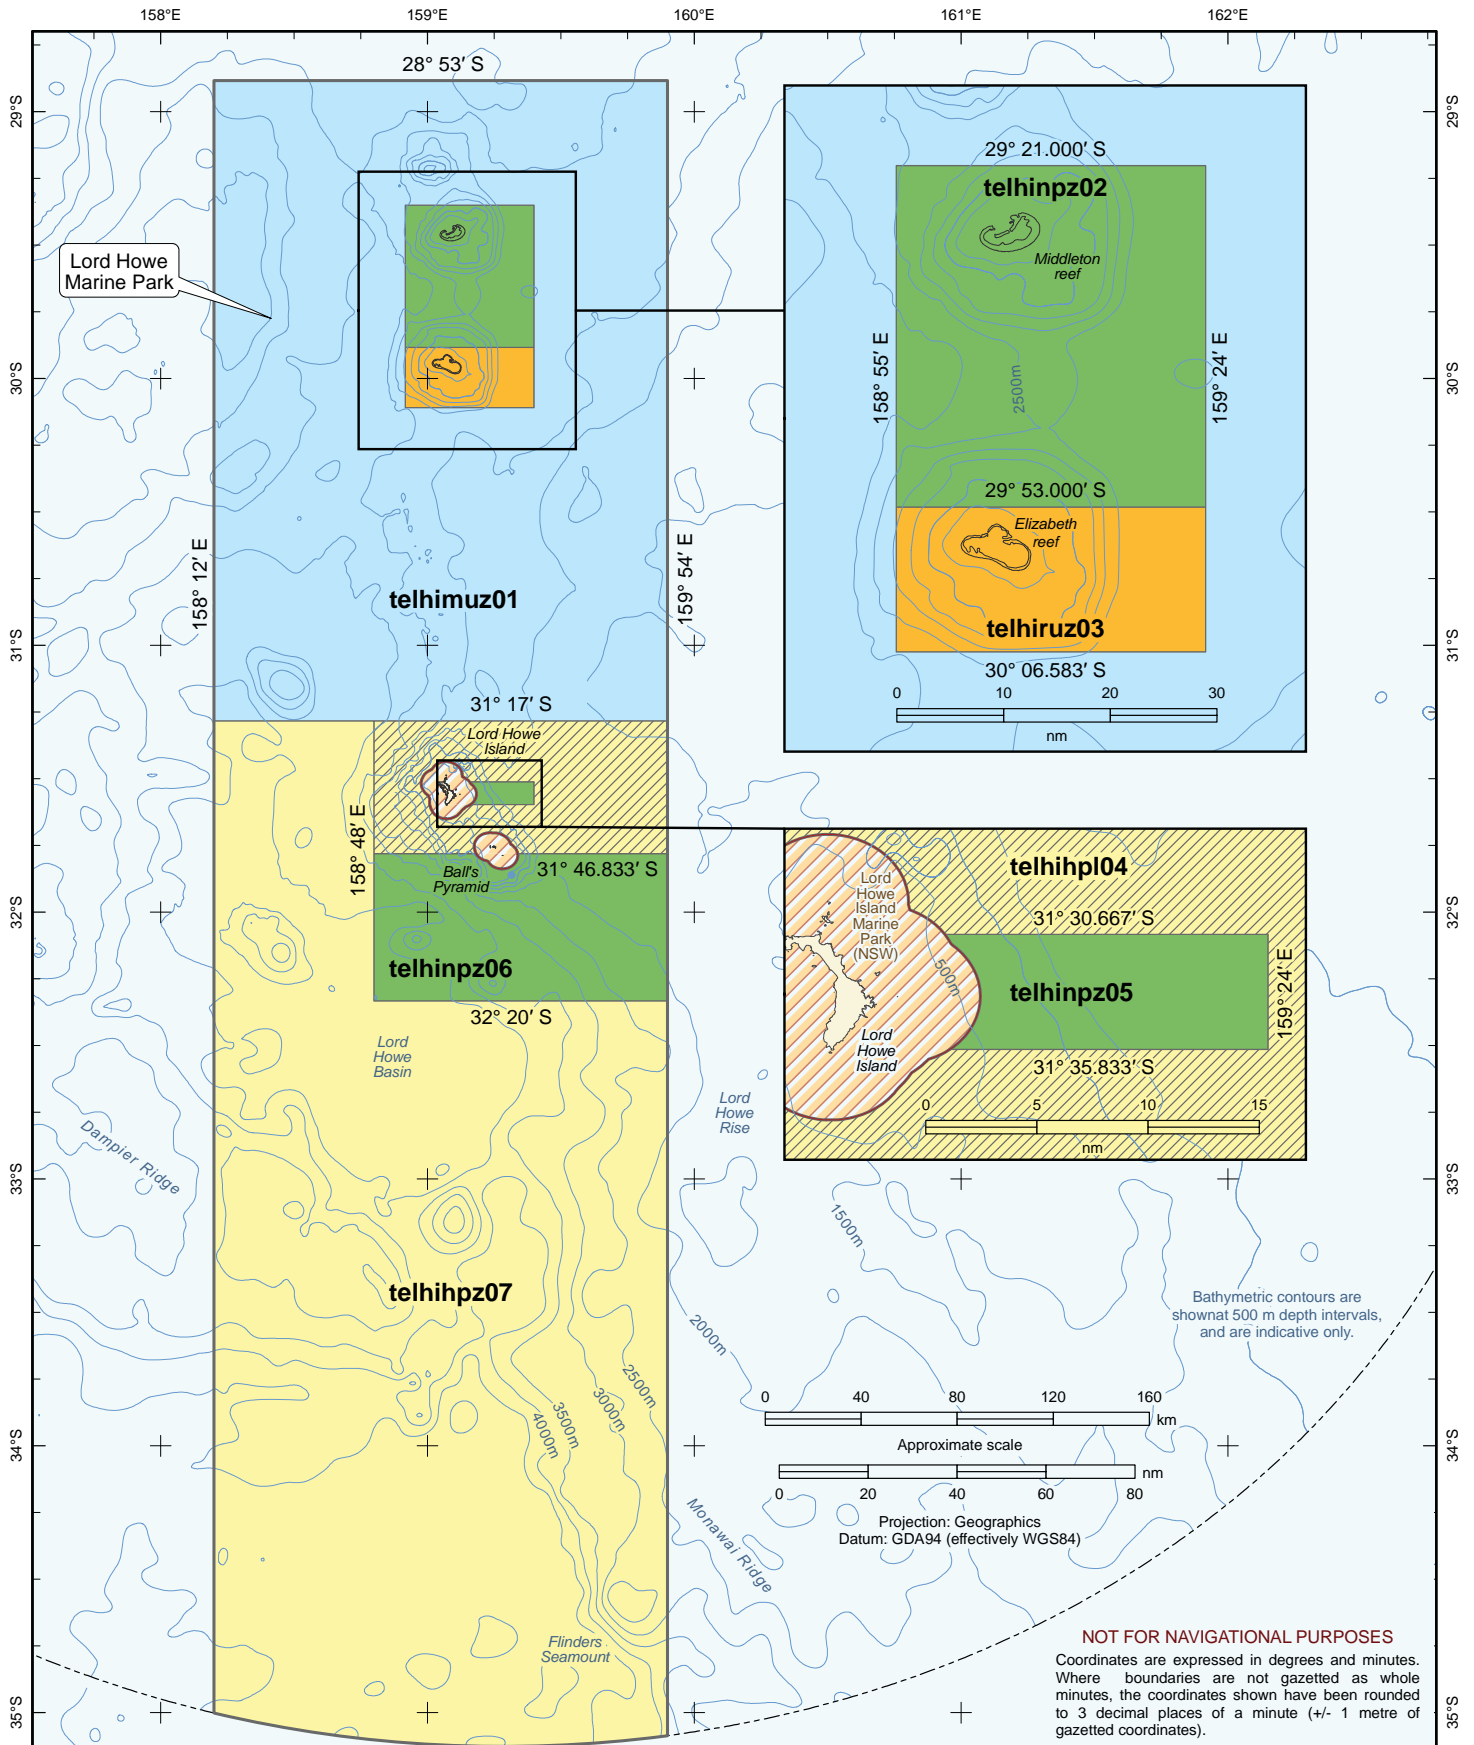 158°E
159°E
160°E
161°E
162°E
29°S
30°S
31°S
32°S
33°S
34°S
35°S
29°S
30°S
31°S
32°S
33°S
34°S
35°S
28° 53′ S
Lord Howe
Marine Park
158° 12′ E
159° 54′ E
telhimuz01
31° 17′ S
Lord Howe
Island
158° 48′ E
Ball's
Pyramid
31° 46.833′ S
telhinpz06
32° 20′ S
Lord
Howe
Basin
Lord
Howe
Rise
Dampier Ridge
telhihpz07
2500m
3000m
3500m
4000m
2000m
1500m
Monawai Ridge
Flinders
Seamount
29° 21.000′ S
telhinpz02
Middleton
reef
158° 55′ E
159° 24′ E
2500m
29° 53.000′ S
Elizabeth
reef
telhiruz03
30° 06.583′ S
0
10
20
30
nm
telhihpl04
Lord
Howe
Island
Marine
Park
(NSW)
31° 30.667′ S
500m
telhinpz05
159° 24′ E
Lord
Howe
Island
31° 35.833′ S
0
5
10
15
nm
Bathymetric contours are
shownat 500 m depth intervals,
and are indicative only.
0
40
80
120
160
km
Approximate scale
nm
0
20
40
60
80
Projection: Geographics
Datum: GDA94 (effectively WGS84)
NOT FOR NAVIGATIONAL PURPOSES
Coordinates are expressed in degrees and minutes.
Where boundaries are not gazetted as whole
minutes, the coordinates shown have been rounded
to 3 decimal places of a minute (+/- 1 metre of
gazetted coordinates).